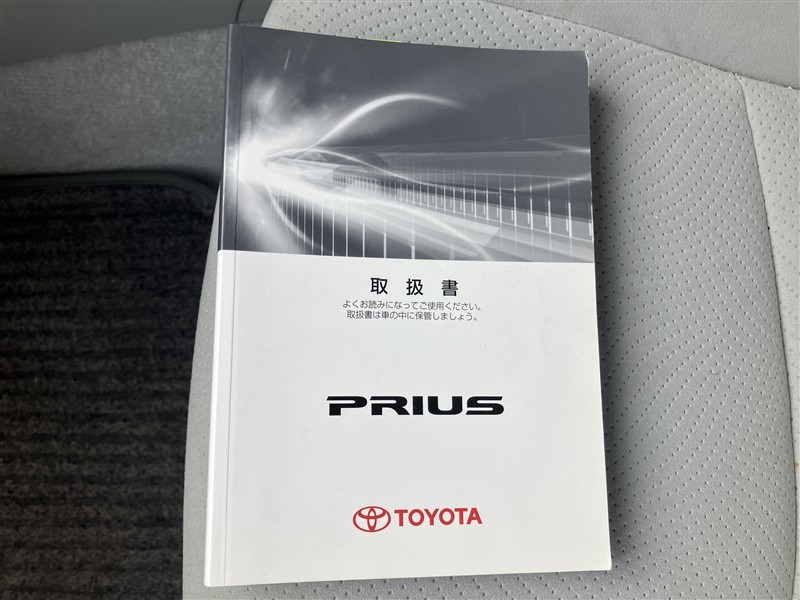 取扱書
よくお読みになってご使用ください。
取扱書は車の中に保管しましょう。
PRIUS
TOYOTA